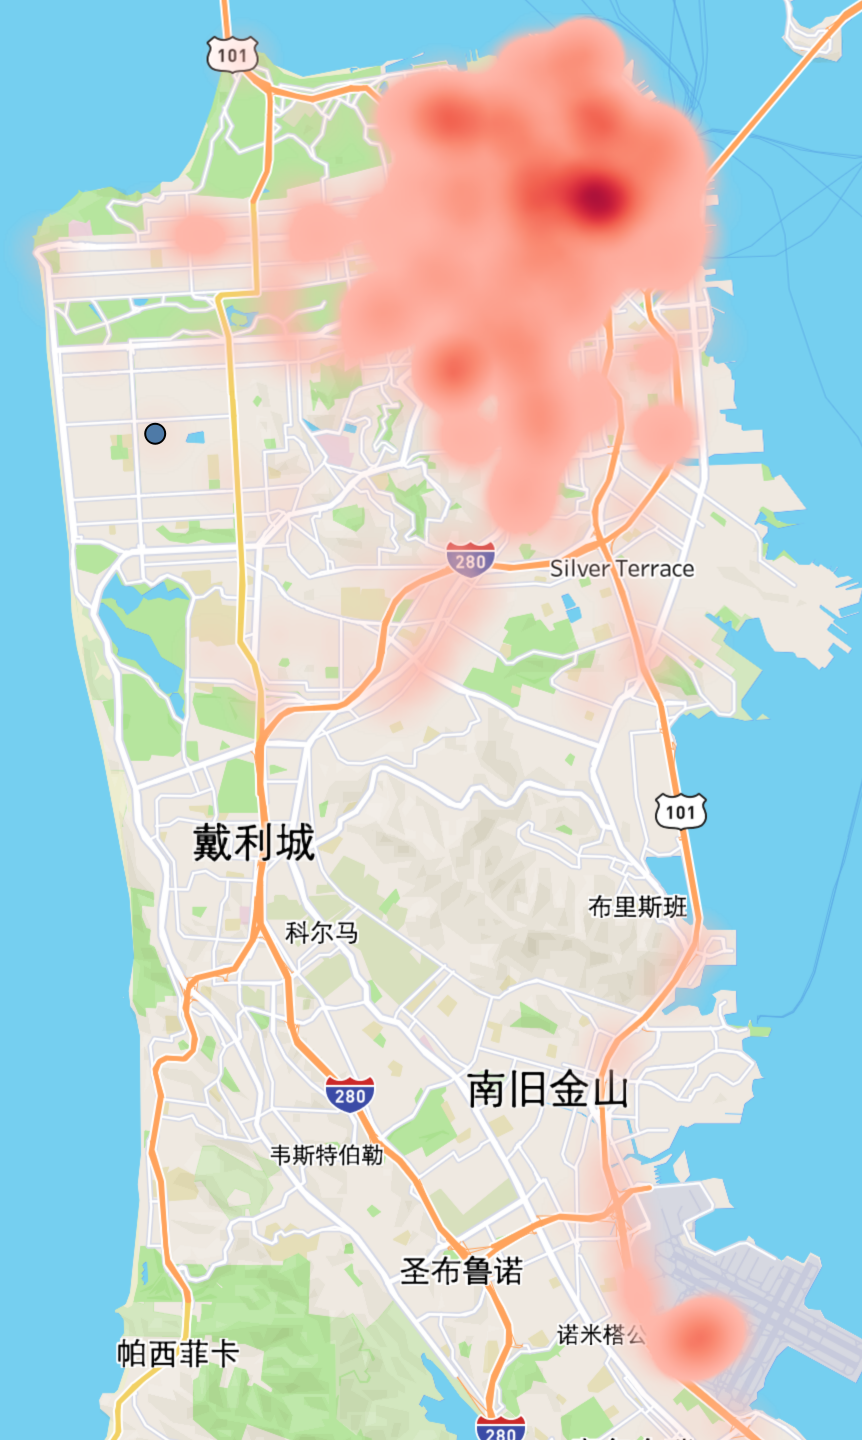 101
280
Silver Terrace
101
戴利城
布里斯班
科尔马
南旧金山
280
韦斯特伯勒
圣布鲁诺
诺米楁公
帕西菲卡
280